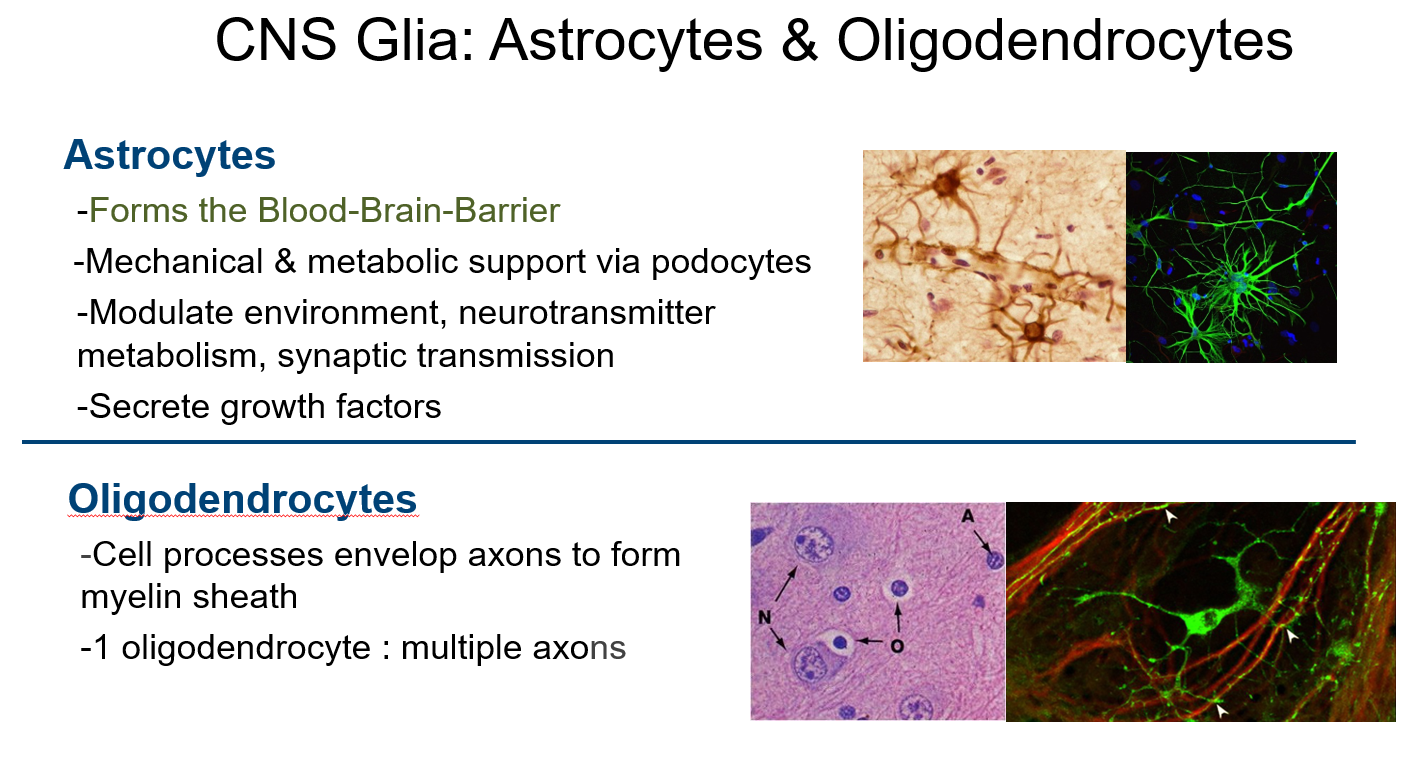 CNS Glia: Astrocytes & Oligodendrocytes
Astrocytes
-Forms the Blood-Brain-Barrier
-Mechanical & metabolic support via podocytes
-Modulate environment, neurotransmitter
metabolism, synaptic transmission
-Secrete growth factors
Oligodendrocytes
-Cell processes envelop axons to form
myelin sheath
-1 oligodendrocyte : multiple axons
A
N
O